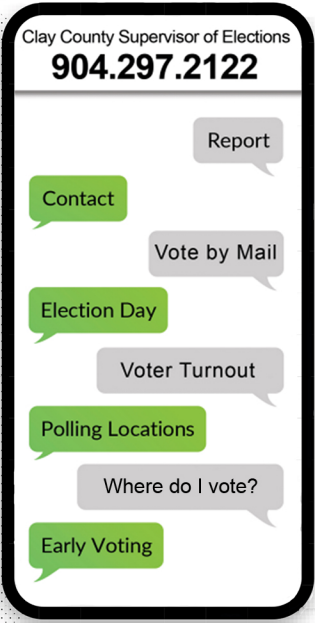 Clay County Supervisor of Elections
904.297.2122
Report
Contact
Vote by Mail
Election Day
Voter Turnout
Polling Locations
Where do I vote?
Early Voting